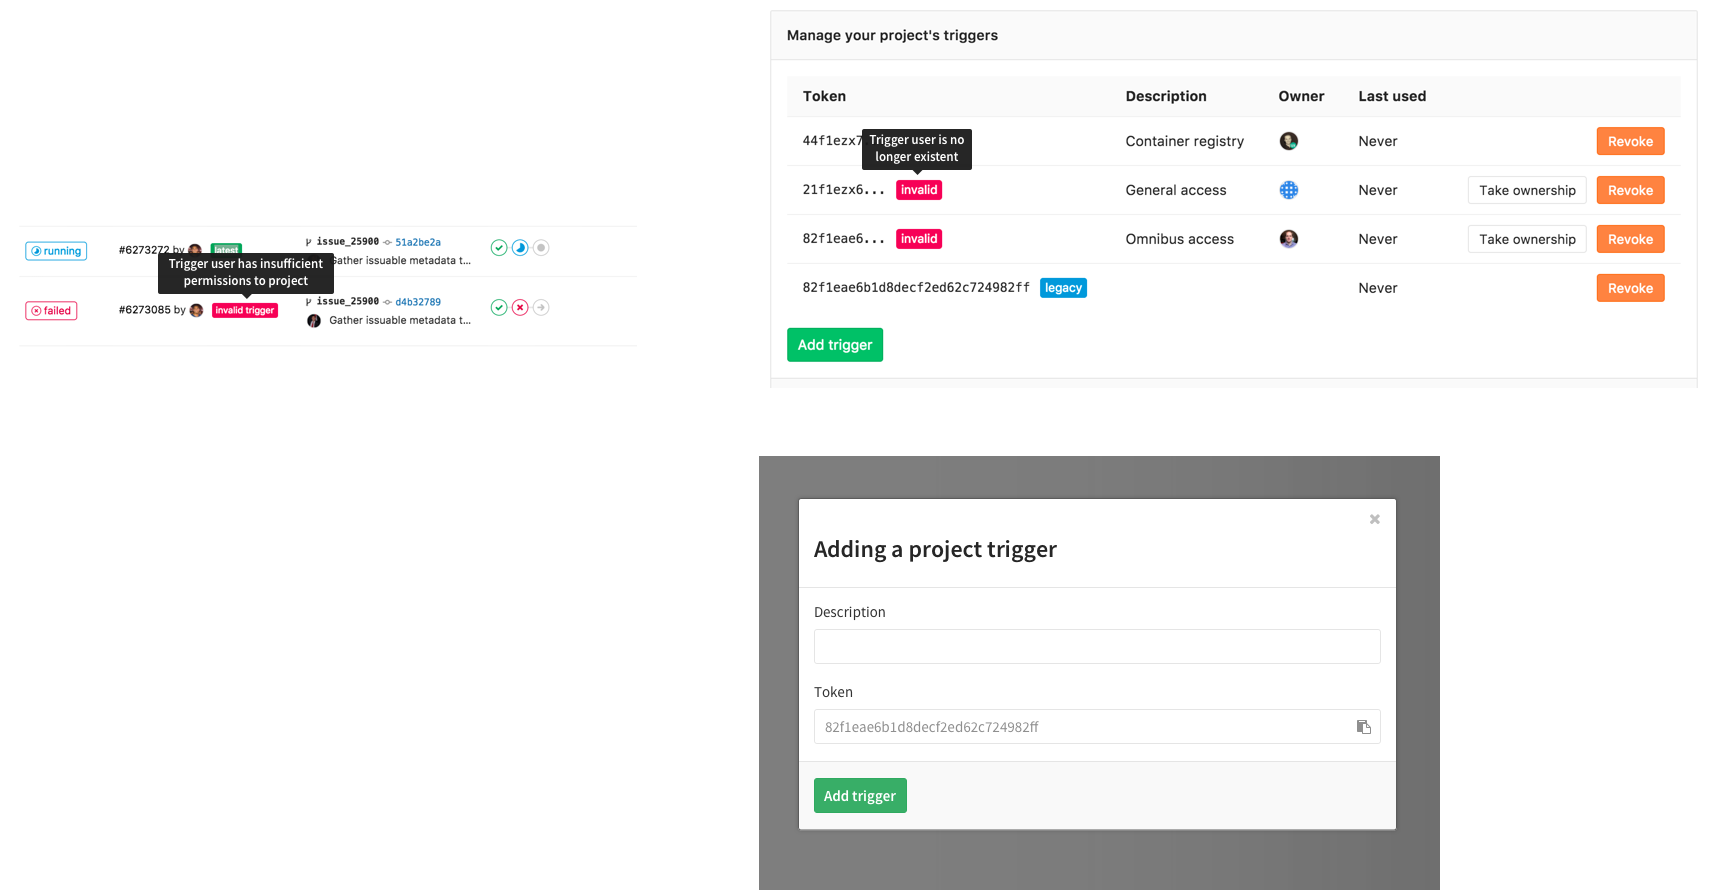 running
#6273272 by
latest
issue_25900 51a2be2a
Gather issuable metadata t...
Trigger user has insufficient
permissions to project
failed
#6273085 by
invalid trigger
issue_25900 d4b32789
Gather issuable metadata t...
Manage your project's triggers
Token Description Owner Last used
44f1ezx7 Container registry Never Revoke
Trigger user is no
longer existent
21f1ezx6... invalid General access Never Take ownership Revoke
82f1eae6... invalid Omnibus access Never Take ownership Revoke
82f1eae6b1d8decf2ed62c724982ff legacy Never Revoke
Add trigger
Adding a project trigger
Description
Token
82f1eae6b1d8decf2ed62c724982ff
Add trigger